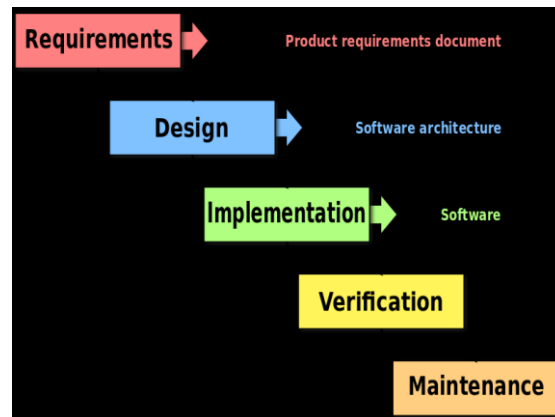 Requirements
Product requirements document
Design
Software architecture
Implementation
Software
Verification
Maintenance